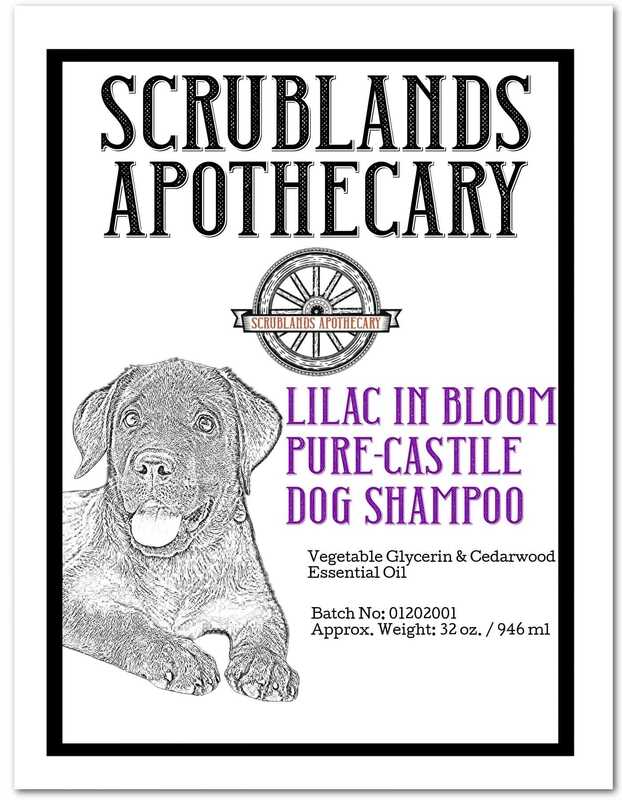 SCRUBLANDS
APOTHECARY
SCRUBLANDS APOTHECARY
LILAC IN BLOOM
PURE-CASTILE
DOG SHAMPOO
Vegetable Glycerin & Cedarwood
Essential Oil
Batch No: 01202001
Approx. Weight: 32 oz. / 946 ml